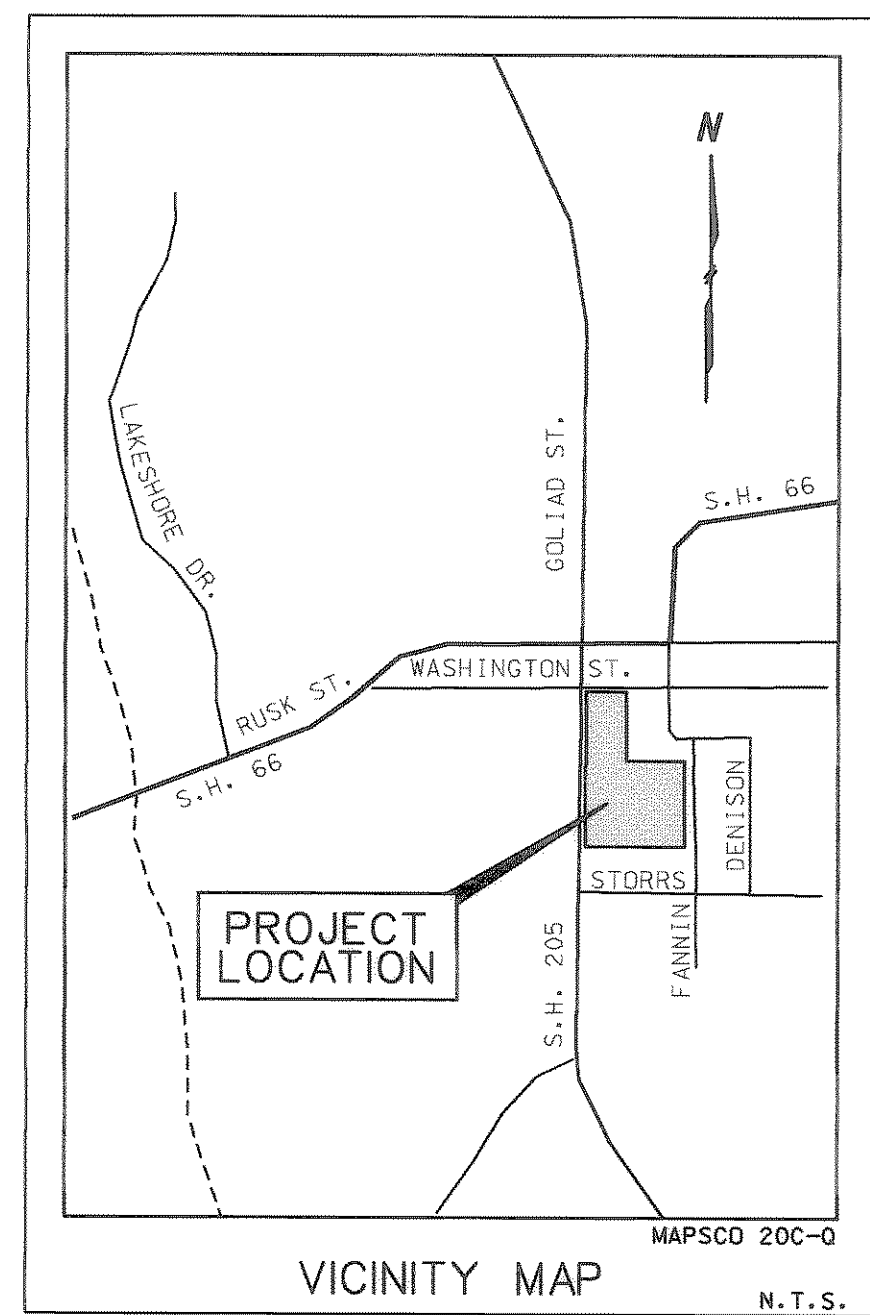 N
LAKESHORE DR.
GOLIAD ST.
S.H. 66
WASHINGTON ST.
RUSK ST.
S.H. 66
DENISON
STORRS
PROJECT
LOCATION
FANNIN
S.H. 205
MAPSCO 20C-Q
VICINITY MAP
N.T.S.